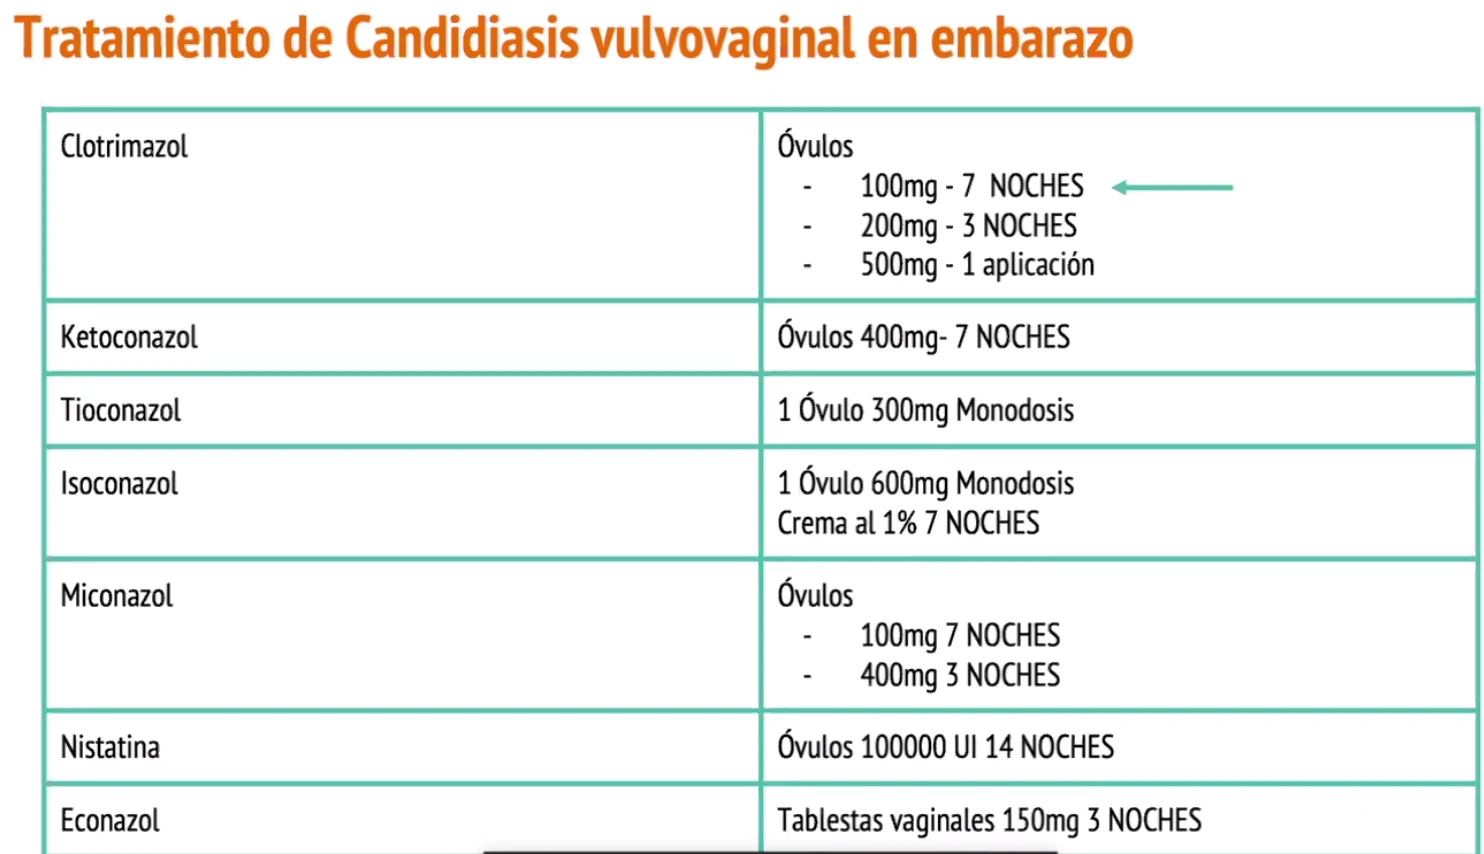 Tratamiento de Candidiasis vulvovaginal en embarazo
Clotrimazol
Óvulos
- 100mg - 7 NOCHES
- 200mg - 3 NOCHES
- 500mg - 1 aplicación
Ketoconazol
Óvulos 400mg- 7 NOCHES
Tioconazol
1 Óvulo 300mg Monodosis
Isoconazol
1 Óvulo 600mg Monodosis
Crema al 1% 7 NOCHES
Miconazol
Óvulos
- 100mg 7 NOCHES
- 400mg 3 NOCHES
Nistatina
Óvulos 100000 UI 14 NOCHES
Econazol
Tablestas vaginales 150mg 3 NOCHES